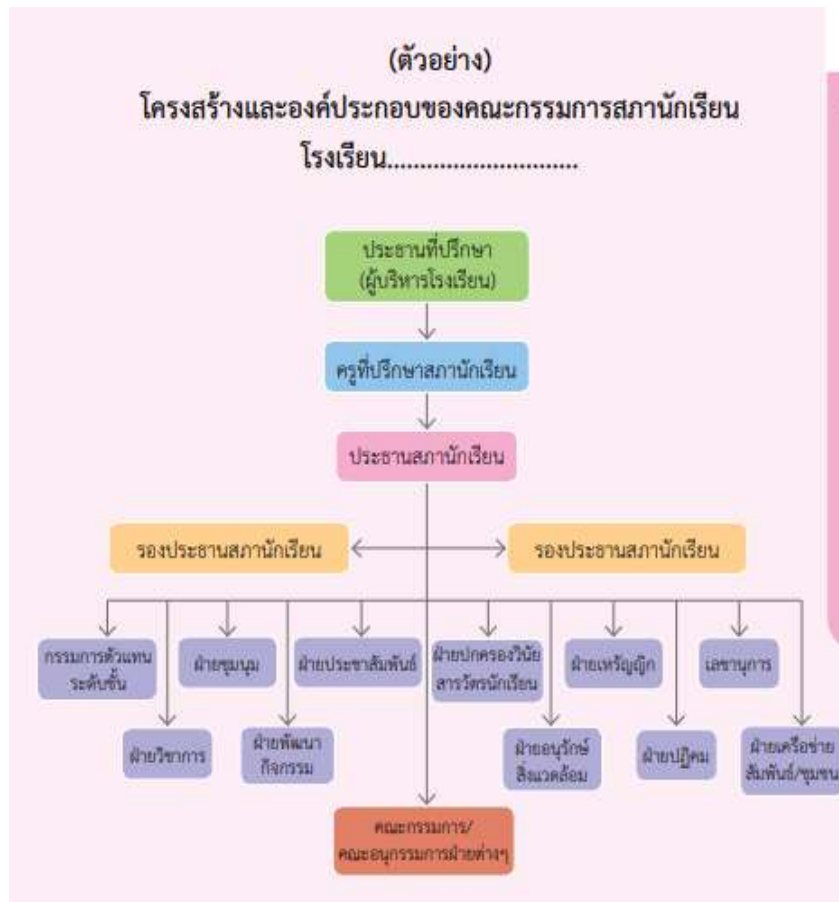 (ตัวอย่าง)
โครงสร้างและองค์ประกอบของคณะกรรมการสภานักเรียน
โรงเรียน.............................
ประธานที่ปรึกษา
(ผู้บริหารโรงเรียน)
ครูที่ปรึกษาสภานักเรียน
ประธานสภานักเรียน
รองประธานสภานักเรียน
รองประธานสภานักเรียน
กรรมการตัวแทน
ระดับชั้น
ฝ่ายชุมนุม
ฝ่ายประชาสัมพันธ์
ฝ่ายปกครองวินัย
สารวัตรนักเรียน
ฝ่ายเหรัญญิก
เลขานุการ
ฝ่ายวิชาการ
ฝ่ายพัฒนา
กิจกรรม
ฝ่ายอนุรักษ์
สิ่งแวดล้อม
ฝ่ายปฏิคม
ฝ่ายเครือข่าย
สัมพันธ์/ชุมชน
คณะกรรมการ/
คณะอนุกรรมการฝ่ายต่างๆ